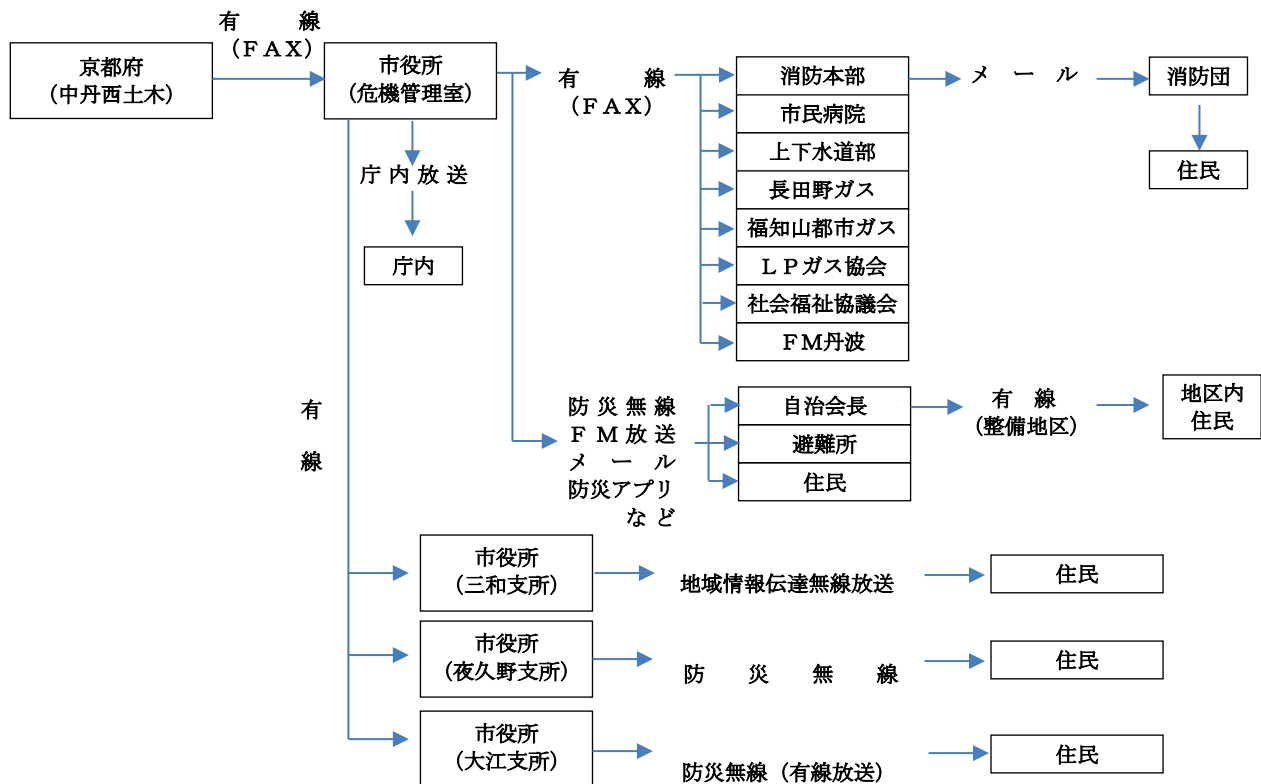 有線
（ＦＡＸ）
京都府
（中丹西土木）
市役所
（危機管理室）
庁内放送
庁内
有線
（ＦＡＸ）
消防本部
市民病院
上下水道部
長田野ガス
福知山都市ガス
ＬＰガス協会
社会福祉協議会
ＦＭ丹波
メール
消防団
住民
防災無線
ＦＭ放送
メール
防災アプリ
など
自治会長
避難所
住民
有線
(整備地区)
地区内
住民
有
線
市役所
（三和支所）
地域情報伝達無線放送
住民
市役所
（夜久野支所）
防災無線
住民
市役所
（大江支所）
防災無線（有線放送）
住民